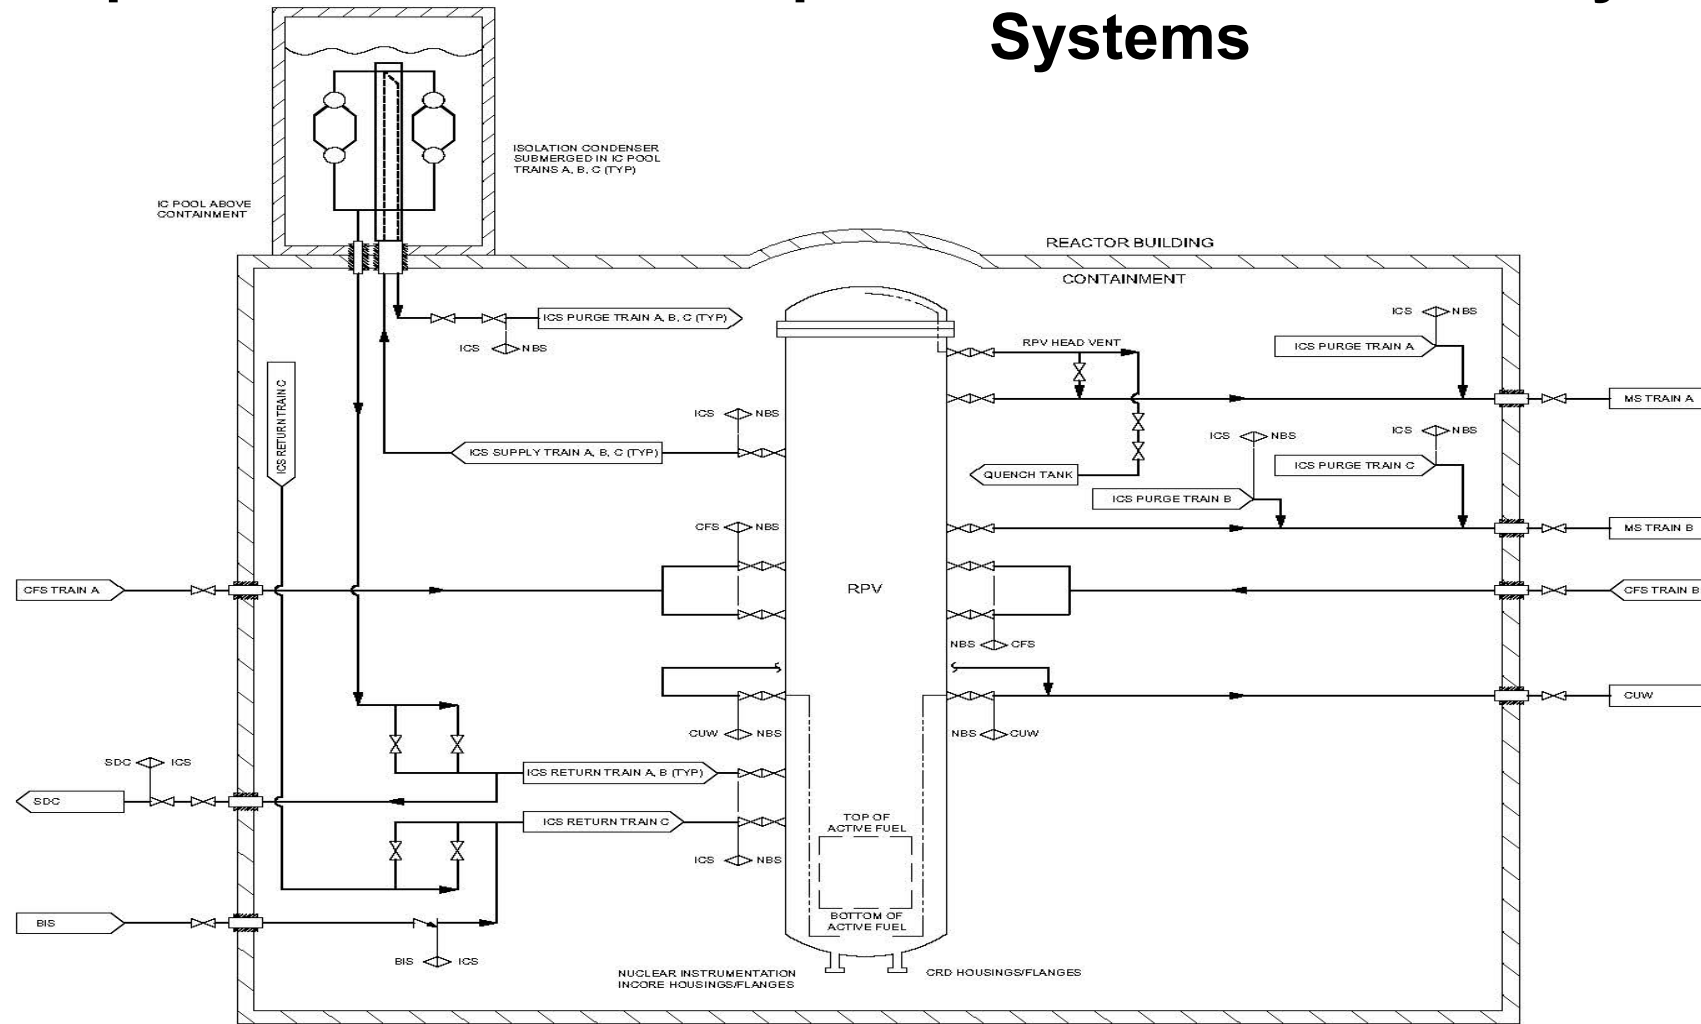 Systems
ISOLATION CONDENSER
SUBMERGED IN IC POOL
TRAINS A, B, C (TYP)
IC POOL ABOVE
CONTAINMENT
REACTOR BUILDING
CONTAINMENT
ICS PURGE TRAIN A, B, C (TYP)
ICS NBS
ICS RETURN TRAIN C
RPV HEAD VENT
ICS NBS
ICS PURGE TRAIN A
MS TRAIN A
ICS NBS
ICS SUPPLY TRAIN A, B, C (TYP)
QUENCH TANK
ICS NBS
ICS NBS
ICS PURGE TRAIN C
ICS PURGE TRAIN B
MS TRAIN B
CFS NBS
CFS TRAIN A
RPV
CFS TRAIN B
NBS CFS
CUW
CUW NBS
NBS CUW
SDC ICS
ICS RETURN TRAIN A, B (TYP)
SDC
ICS RETURN TRAIN C
TOP OF
ACTIVE FUEL
ICS NBS
BOTTOM OF
ACTIVE FUEL
BIS
BIS ICS
NUCLEAR INSTRUMENTATION
INCORE HOUSINGS/FLANGES
CRD HOUSINGS/FLANGES